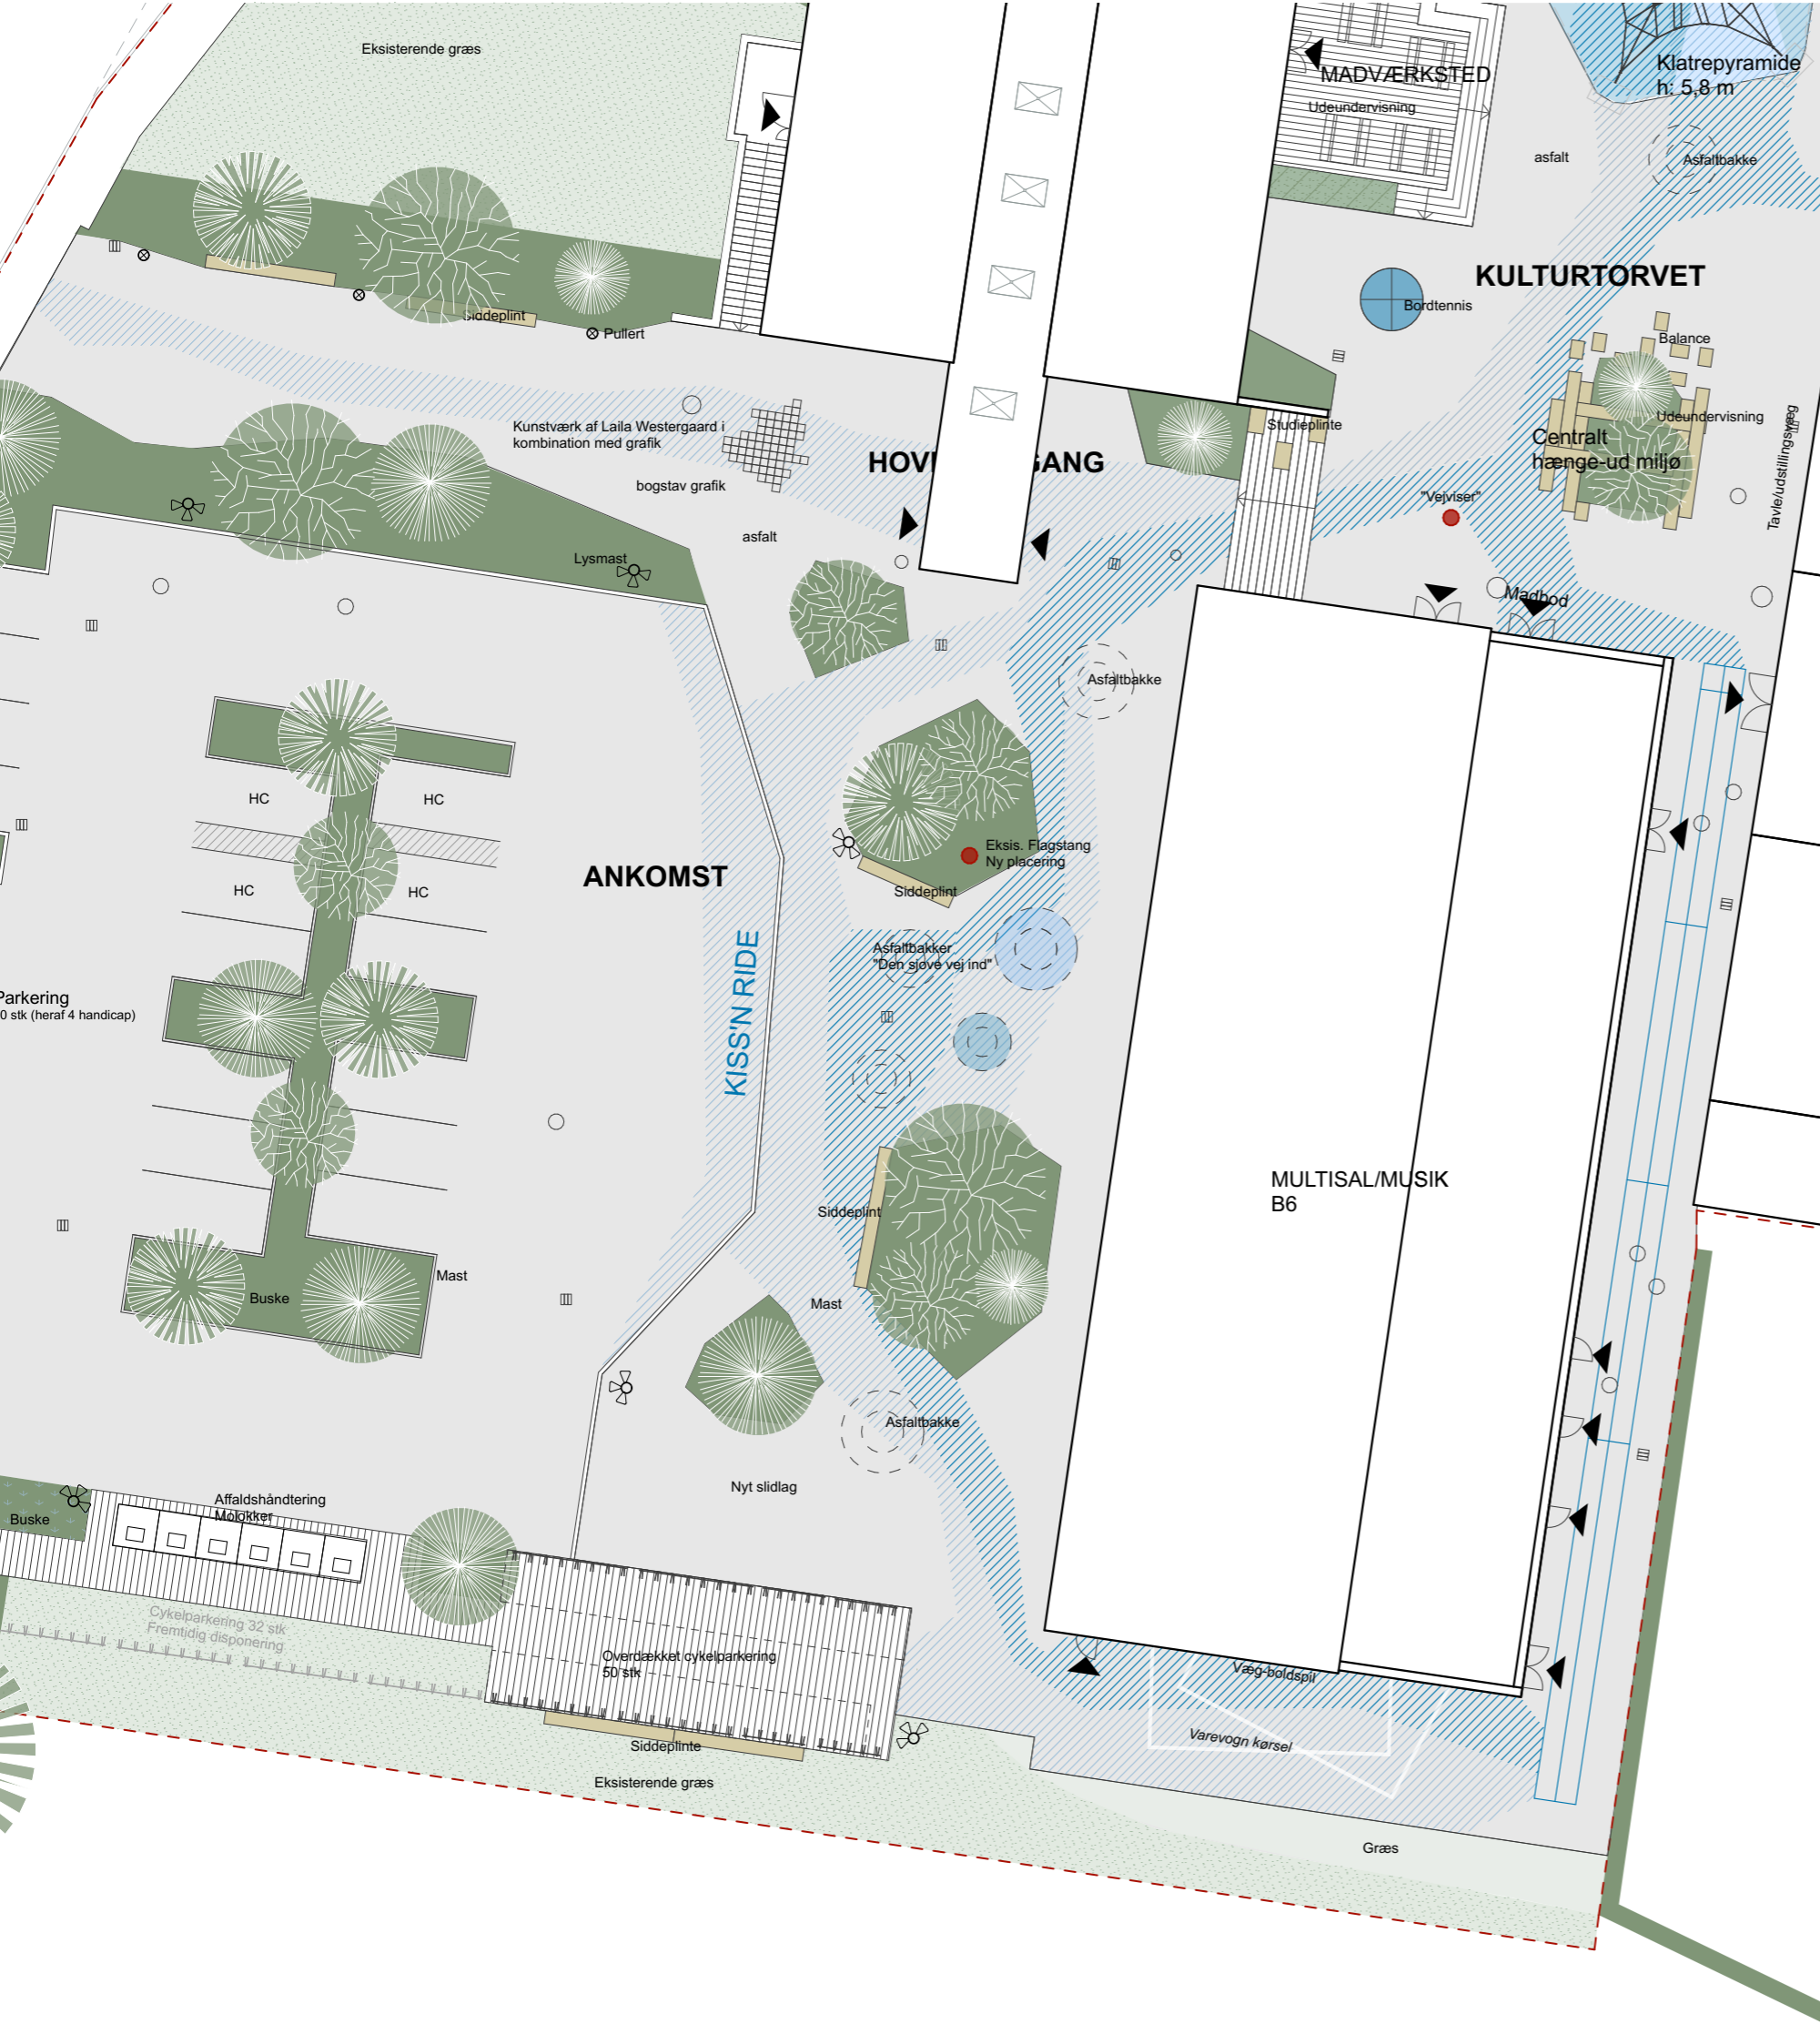 Eksisterende græs
MADVÆRKSTED
Udeundervisning
Klatrepyramide
h: 5,8 m
asfalt
Asfaltbakke
KULTURTORVET
Bordtennis
Siddeplint
Pullert
Balance
Udeundervisning
Centralt
hænge-ud miljø
Tavle/udstillingsvæg
Studieplinte
Kunstværk af Laila Westergaard i
kombination med grafik
bogstav grafik
"Vejviser"
asfalt
Lysmast
Madbod
Asfaltbakke
HC
HC
HC
HC
ANKOMST
KISS'N RIDE
Eksis. Flagstang
Ny placering
Siddeplint
Asfaltbakker
"Den sjove vej ind"
Parkering
0 stk (heraf 4 handicap)
MULTISAL/MUSIK
B6
Siddeplint
Mast
Buske
Mast
Asfaltbakke
Nyt slidlag
Affaldshåndtering
Molokker
Buske
Cykelparkering 32 stk
Fremtidig disponering
Overdækket cykelparkering
50 stk
Væg-boldspil
Varevogn kørsel
Siddeplinte
Eksisterende græs
Græs